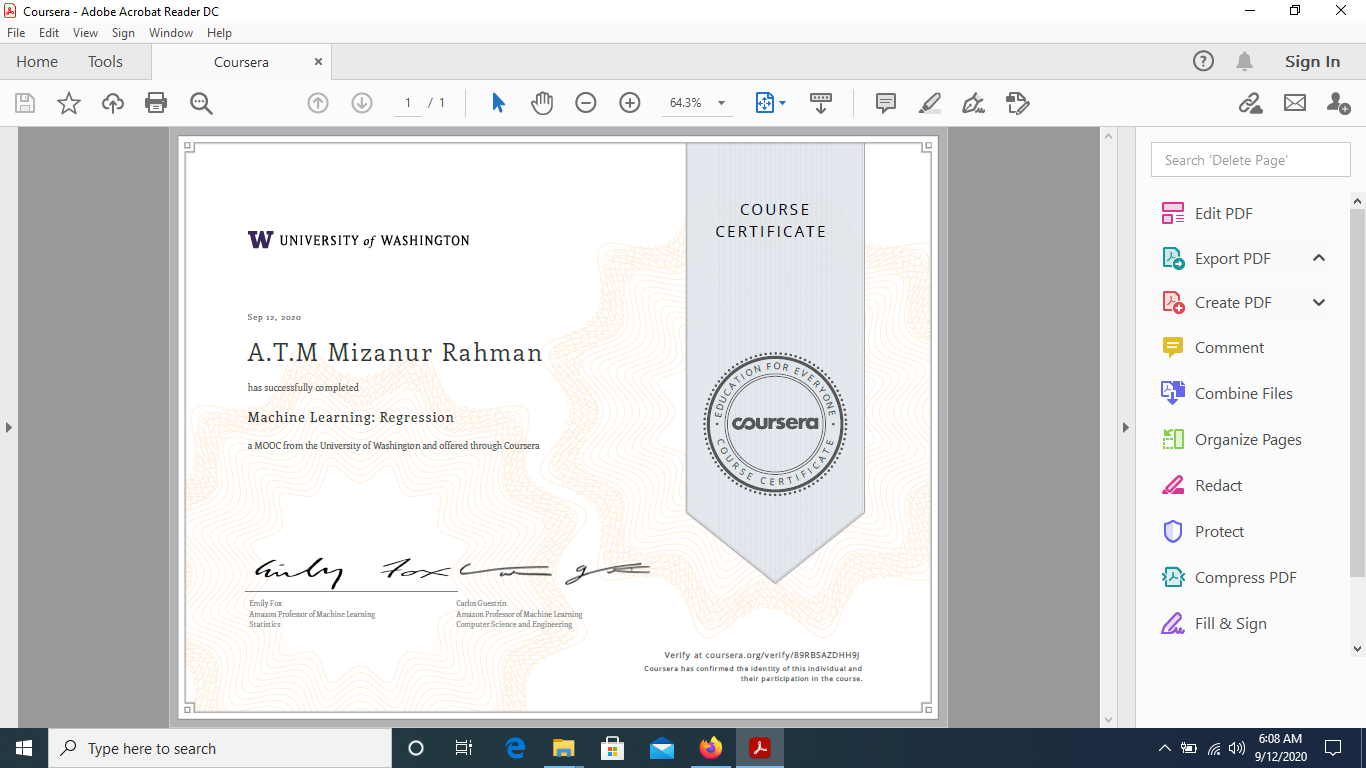 Coursera - Adobe Acrobat Reader DC
File Edit View Sign Window Help
Home Tools Coursera × Sign In
1 / 1 64.3%
Search 'Delete Page'
Edit PDF
Export PDF
Create PDF
Comment
Combine Files
Organize Pages
Redact
Protect
Compress PDF
Fill & Sign
COURSE
CERTIFICATE
W UNIVERSITY of WASHINGTON
Sep 12, 2020
A.T.M Mizanur Rahman
has successfully completed
Machine Learning: Regression
a MOOC from the University of Washington and offered through Coursera
EDUCATION FOR EVERYONE
coursera
COURSE CERTIFICATE
Emily Fox
Carlos Guestrin
Emily Fox
Amazon Professor of Machine Learning
Statistics
Carlos Guestrin
Amazon Professor of Machine Learning
Computer Science and Engineering
Verify at coursera.org/verify/89RBSAZDHH9J
Coursera has confirmed the identity of this individual and
their participation in the course.
Type here to search
6:08 AM
9/12/2020